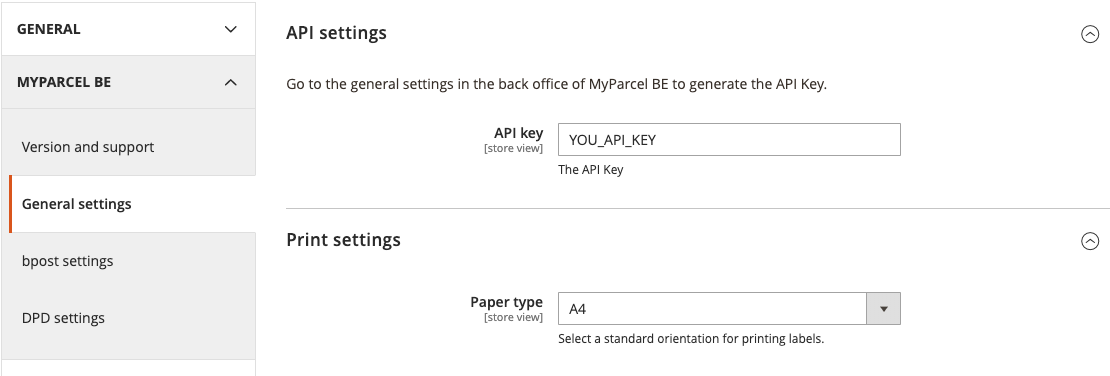 GENERAL
MYPARCEL BE
Version and support
General settings
bpost settings
DPD settings
API settings
Go to the general settings in the back office of MyParcel BE to generate the API Key.
API key
[store view]
YOU_API_KEY
The API Key
Print settings
Paper type
[store view]
A4
Select a standard orientation for printing labels.